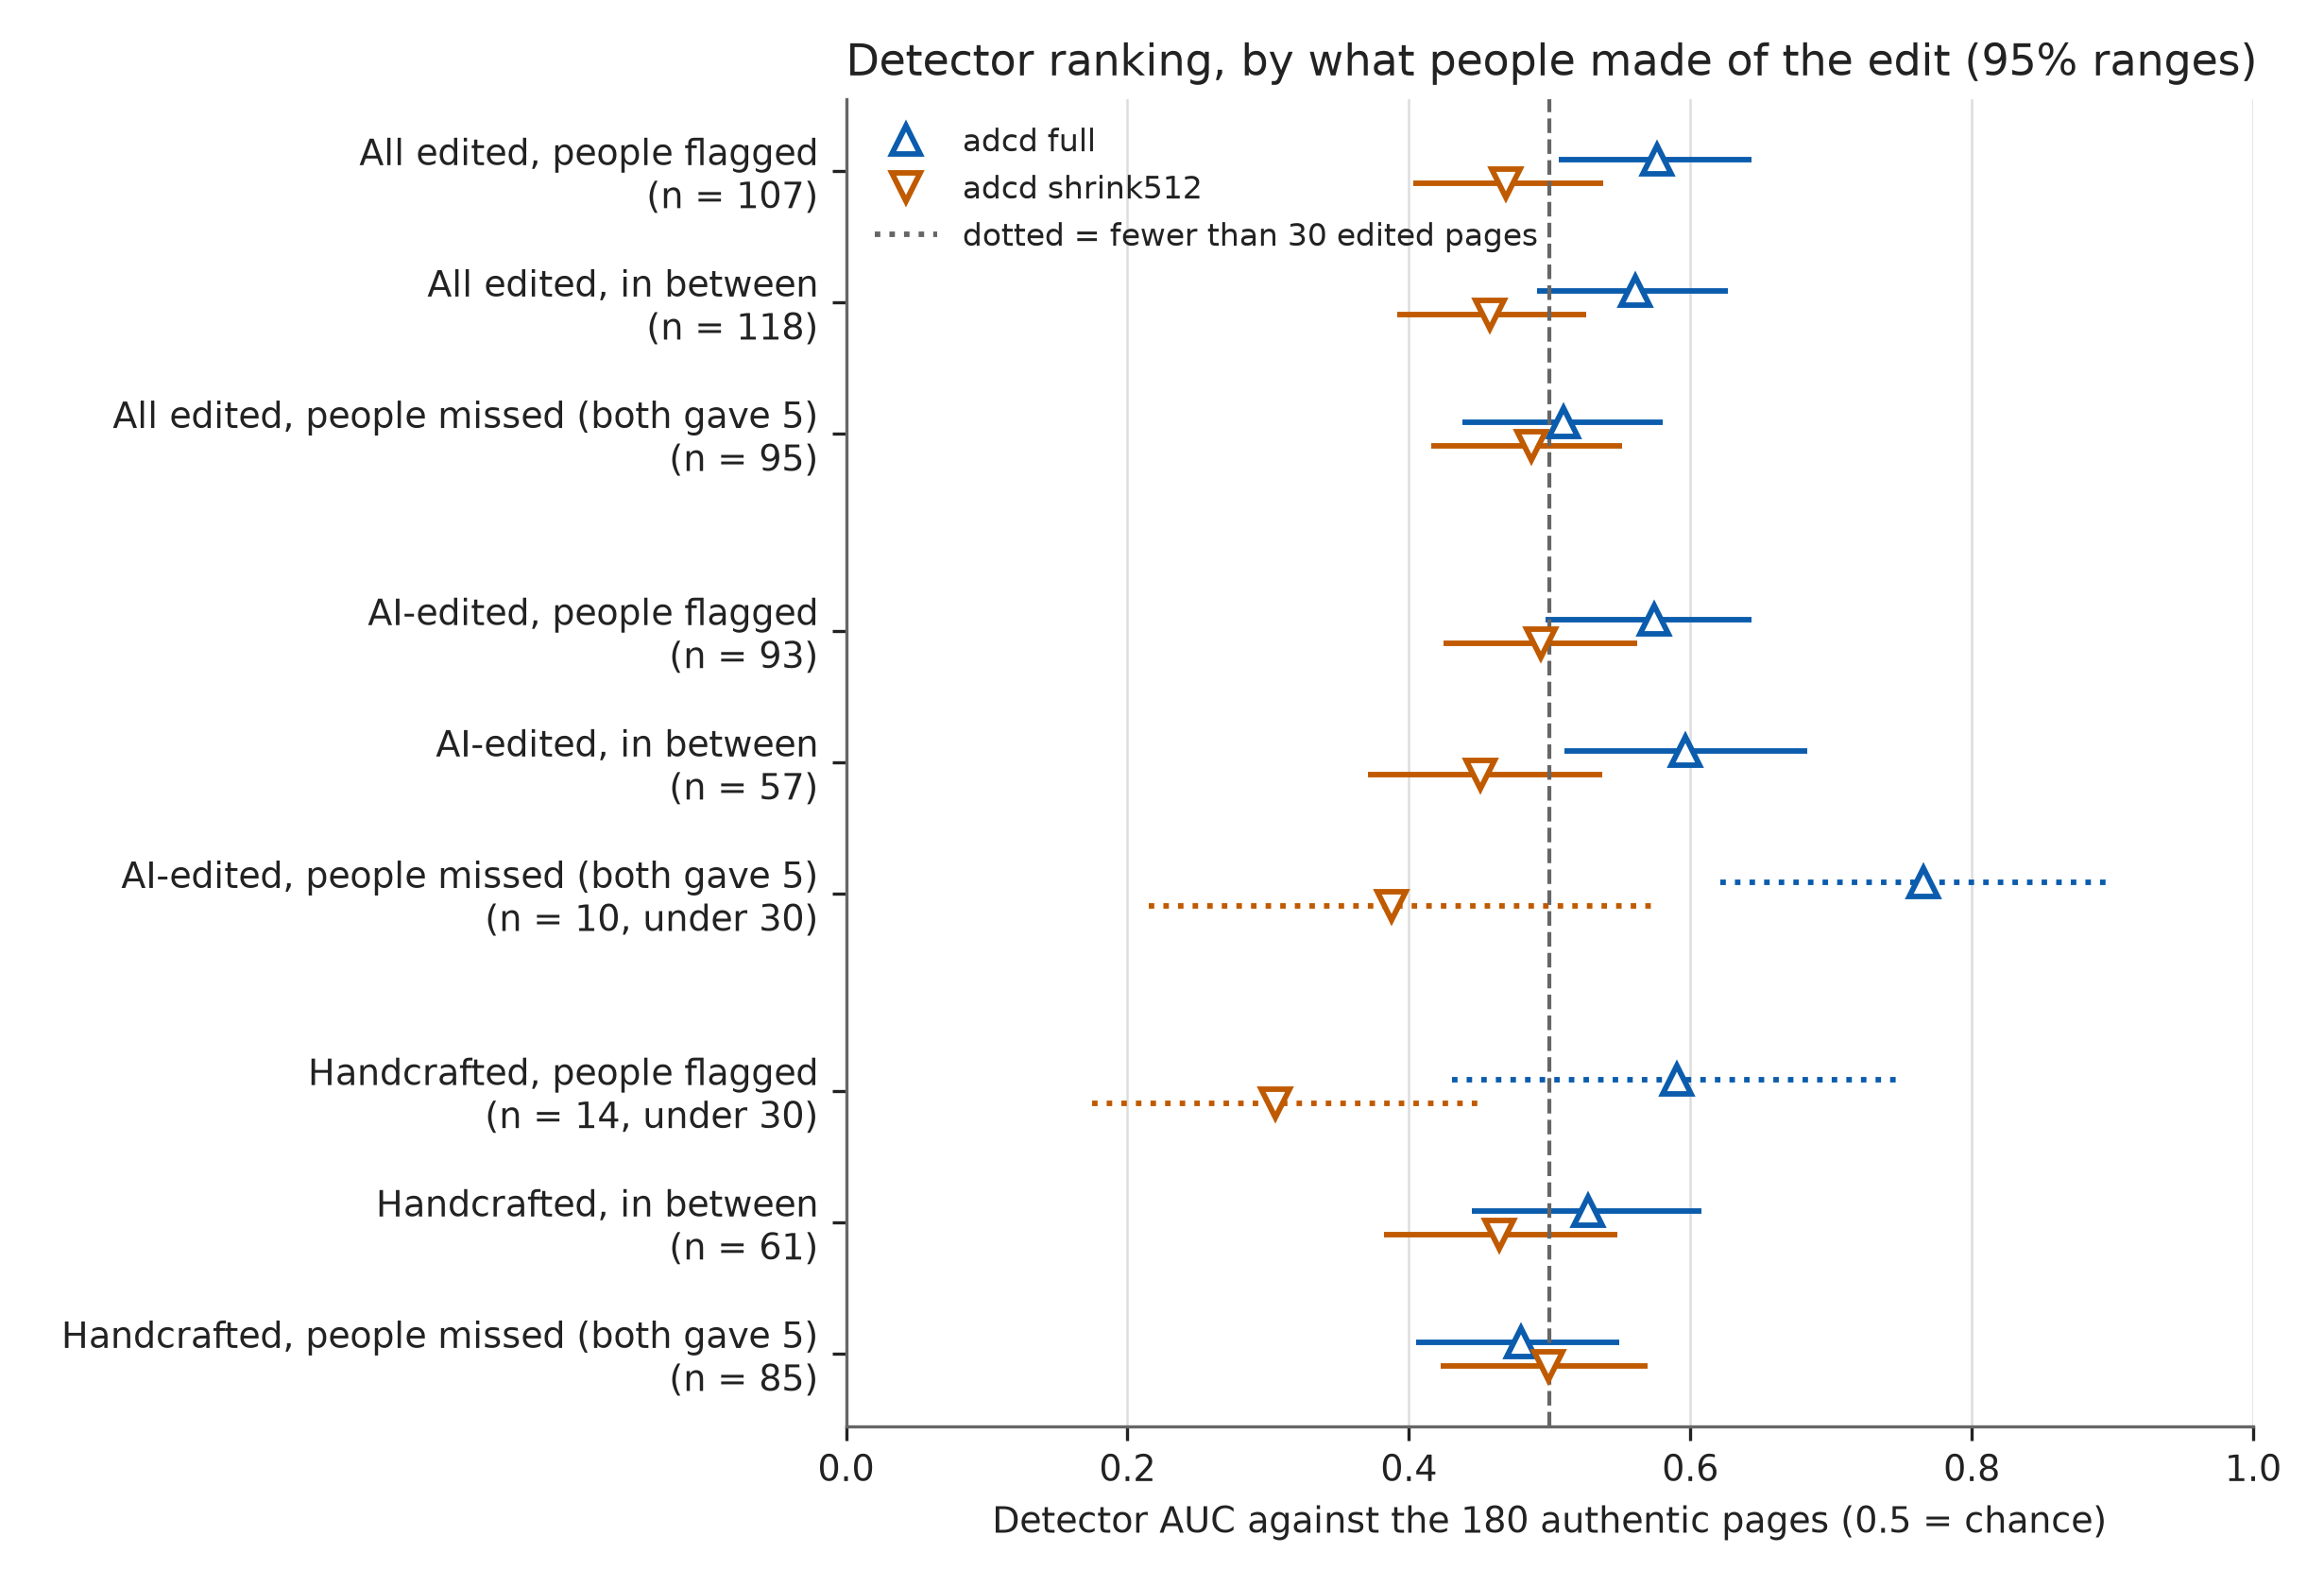 Detector ranking, by what people made of the edit (95% ranges)
adcd full
adcd shrink512
dotted = fewer than 30 edited pages
All edited, people flagged
(n = 107)
All edited, in between
(n = 118)
All edited, people missed (both gave 5)
(n = 95)
AI-edited, people flagged
(n = 93)
AI-edited, in between
(n = 57)
AI-edited, people missed (both gave 5)
(n = 10, under 30)
Handcrafted, people flagged
(n = 14, under 30)
Handcrafted, in between
(n = 61)
Handcrafted, people missed (both gave 5)
(n = 85)
0.0 0.2 0.4 0.6 0.8 1.0
Detector AUC against the 180 authentic pages (0.5 = chance)